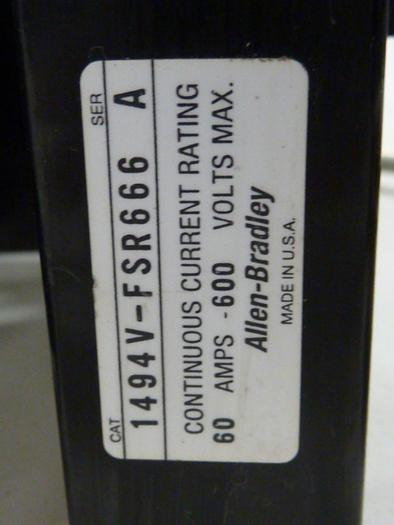 CAT SER
1494V-FSR666 A
CONTINUOUS CURRENT RATING
60 AMPS - 600 VOLTS MAX.
Allen-Bradley
MADE IN U.S.A.